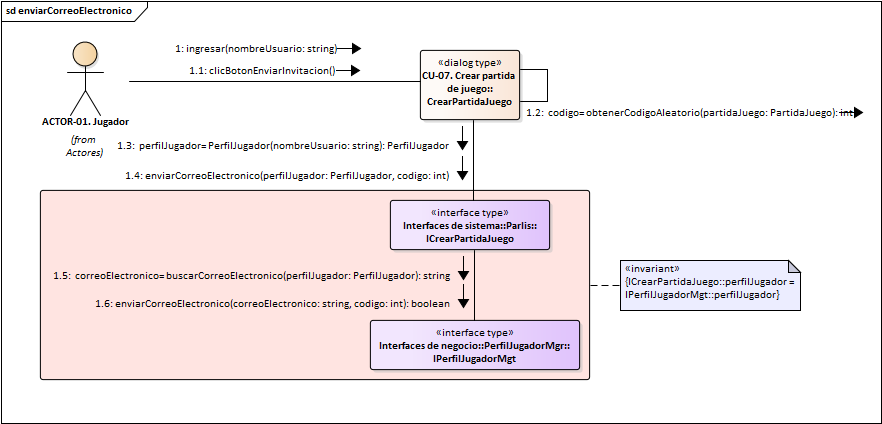 sd enviarCorreoElectronico
1: ingresar(nombreUsuario: string)
1.1: clicBotonEnviarInvitacion()
«dialog type»
CU-07. Crear partida
de juego::
CrearPartidaJuego
ACTOR-01. Jugador
(from
Actores)
1.2: codigo= obtenerCodigoAleatorio(partidaJuego: PartidaJuego): int
1.3: perfilJugador= PerfilJugador(nombreUsuario: string): PerfilJugador
1.4: enviarCorreoElectronico(perfilJugador: PerfilJugador, codigo: int)
«interface type»
Interfaces de sistema::Parlis::
ICrearPartidaJuego
1.5: correoElectronico= buscarCorreoElectronico(perfilJugador: PerfilJugador): string
1.6: enviarCorreoElectronico(correoElectronico: string, codigo: int): boolean
«invariant»
{ICrearPartidaJuego::perfilJugador =
IPerfilJugadorMgt::perfilJugador}
«interface type»
Interfaces de negocio::PerfilJugadorMgr::
IPerfilJugadorMgt